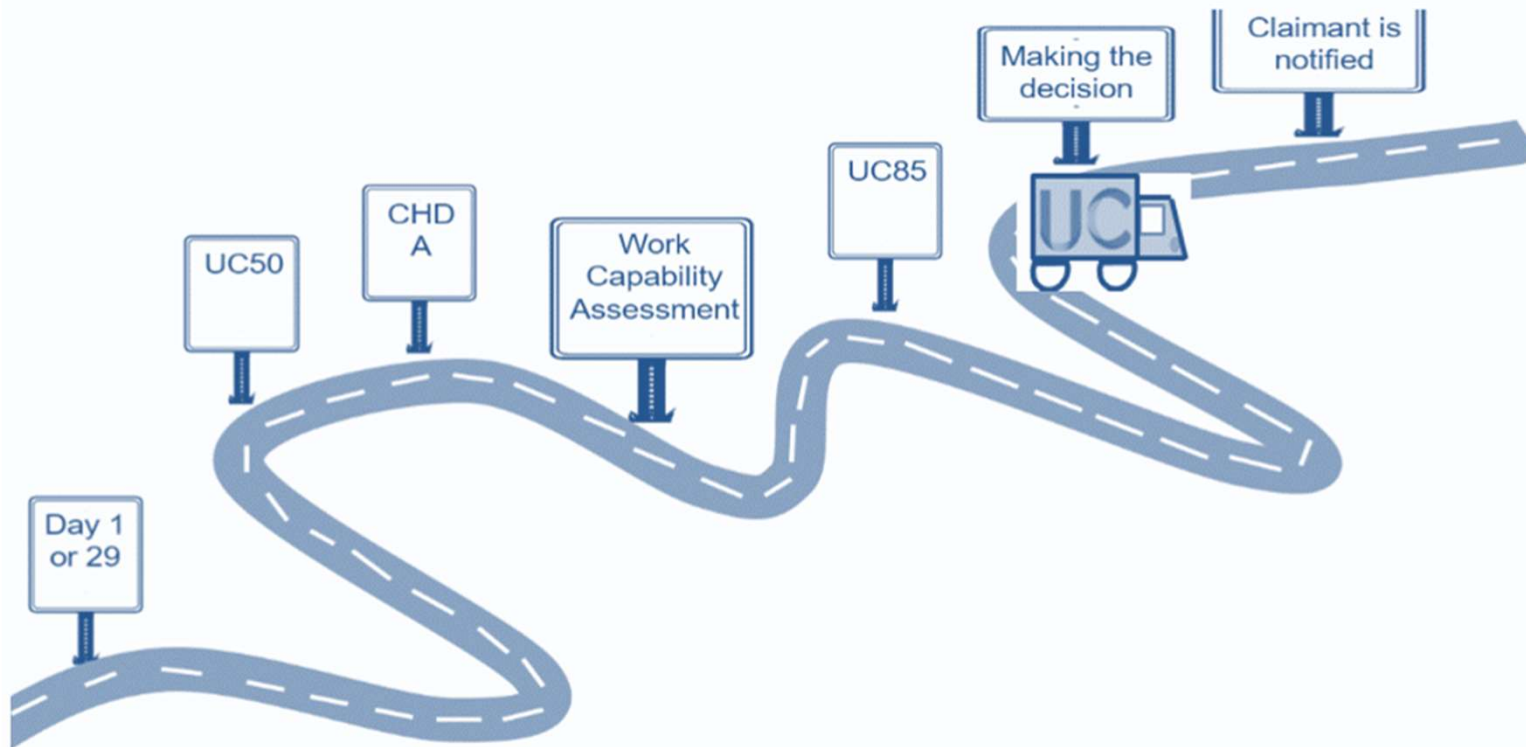 Day 1
or 29
UC50
CHD
A
Work
Capability
Assessment
UC85
UC
Making the
decision
Claimant is
notified